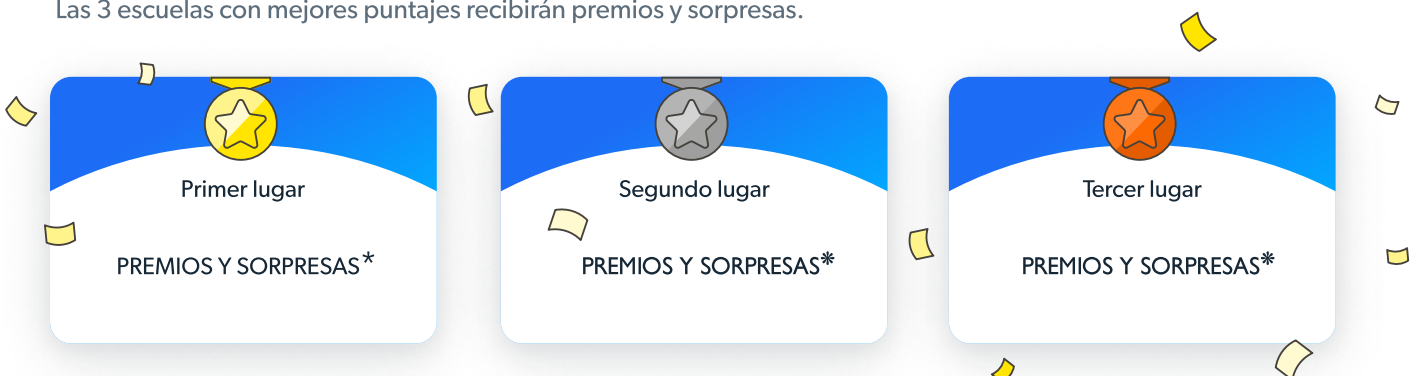 Las 3 escuelas con mejores puntajes recibirán premios y sorpresas.
Primer lugar
PREMIOS Y SORPRESAS*
Segundo lugar
PREMIOS Y SORPRESAS*
Tercer lugar
PREMIOS Y SORPRESAS*